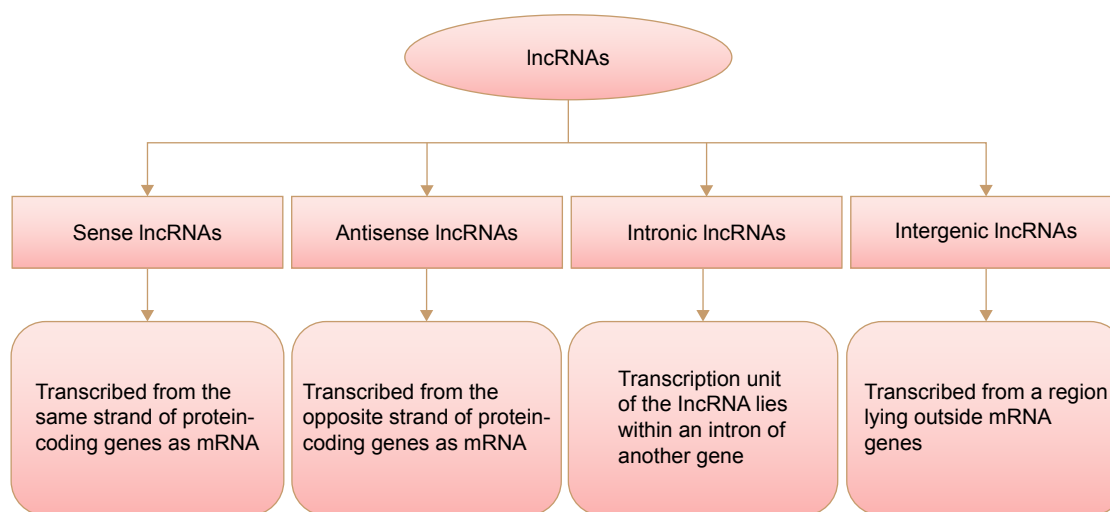 lncRNAs
Sense lncRNAs
Antisense lncRNAs
Intronic lncRNAs
Intergenic lncRNAs
Transcribed from the
same strand of protein-
coding genes as mRNA
Transcribed from the
opposite strand of protein-
coding genes as mRNA
Transcription unit
of the lncRNA lies
within an intron of
another gene
Transcribed from a region
lying outside mRNA
genes